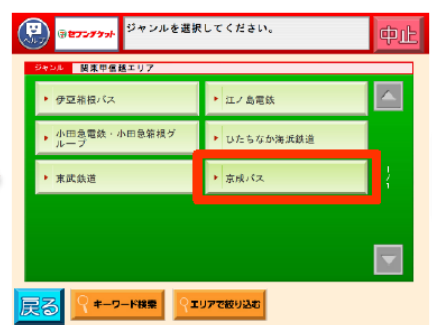 ヘルプ
セブンチケット
ジャンルを選択してください。
中止
ジャンル 関東甲信越エリア
伊豆箱根バス
江ノ島電鉄
小田急電鉄・小田急箱根グ
ループ
ひたちなか海浜鉄道
東武鉄道
京成バス
1/1
戻る
キーワード検索
エリアで絞り込む